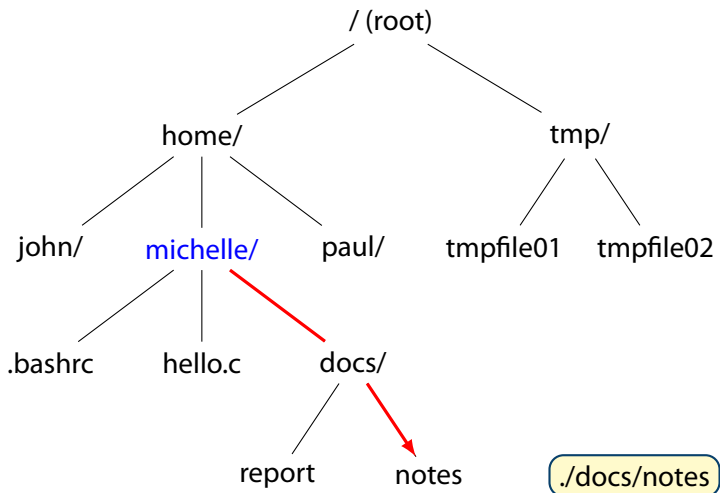 / (root)
home/ tmp/
john/ michelle/ paul/ tmpfile01 tmpfile02
.bashrc hello.c docs/
report notes ./docs/notes